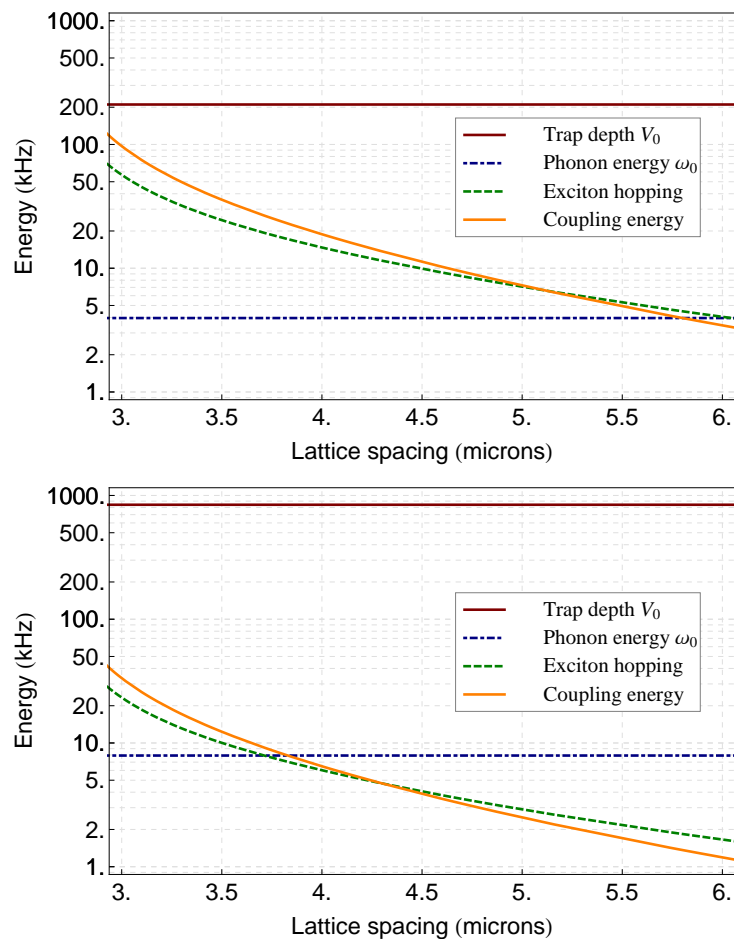 1000.
500.
200.
100.
50.
20.
10.
5.
2.
1.
Energy (kHz)
Trap depth V0
Phonon energy ω0
Exciton hopping
Coupling energy
3. 3.5 4. 4.5 5. 5.5 6.
Lattice spacing (microns)
1000.
500.
200.
100.
50.
20.
10.
5.
2.
1.
Energy (kHz)
Trap depth V0
Phonon energy ω0
Exciton hopping
Coupling energy
3. 3.5 4. 4.5 5. 5.5 6.
Lattice spacing (microns)